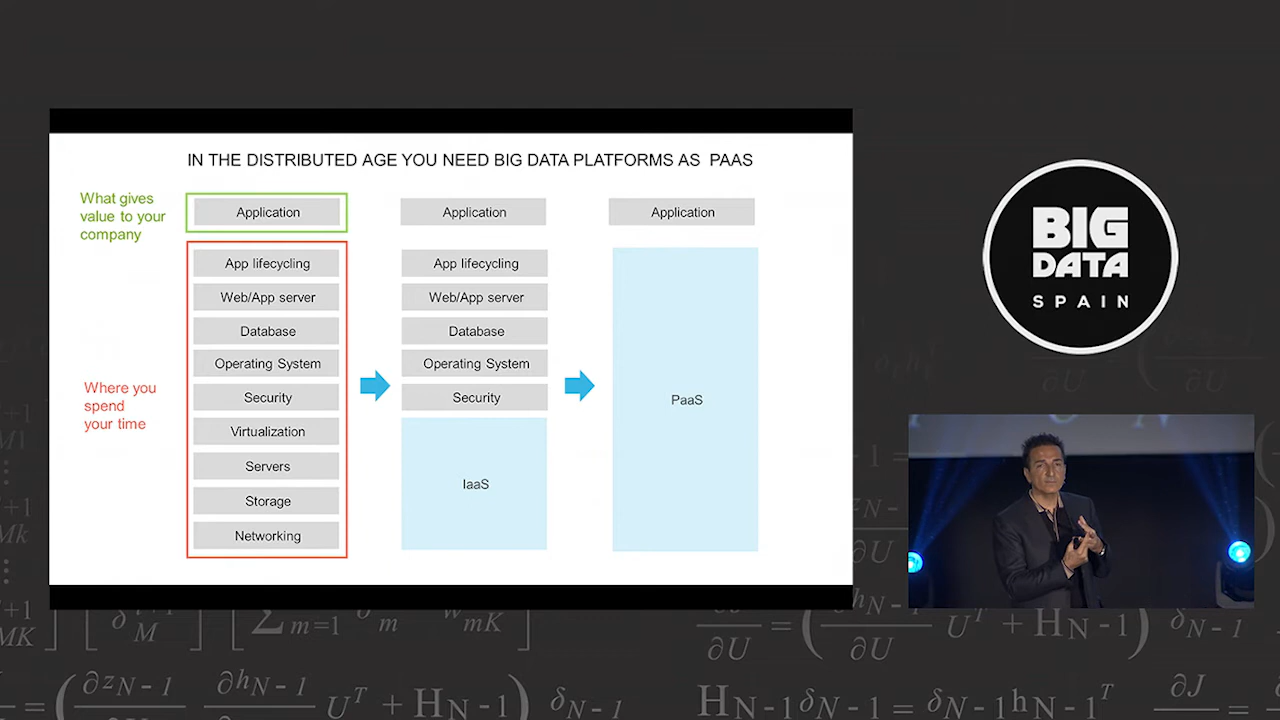 IN THE DISTRIBUTED AGE YOU NEED BIG DATA PLATFORMS AS PAAS
What gives
value to your
company
Where you
spend
your time
Application
App lifecycling
Web/App server
Database
Operating System
Security
Virtualization
Servers
Storage
Networking
Application
App lifecycling
Web/App server
Database
Operating System
Security
IaaS
Application
PaaS
BIG
DATA
SPAIN